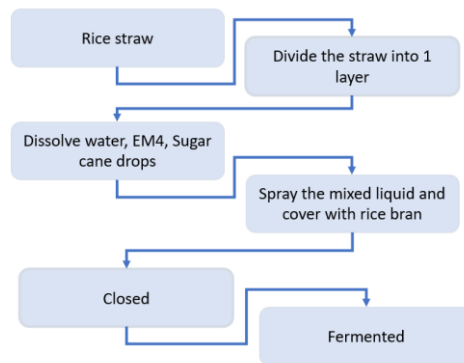 Rice straw
Divide the straw into 1
layer
Dissolve water, EM4, Sugar
cane drops
Spray the mixed liquid and
cover with rice bran
Closed
Fermented